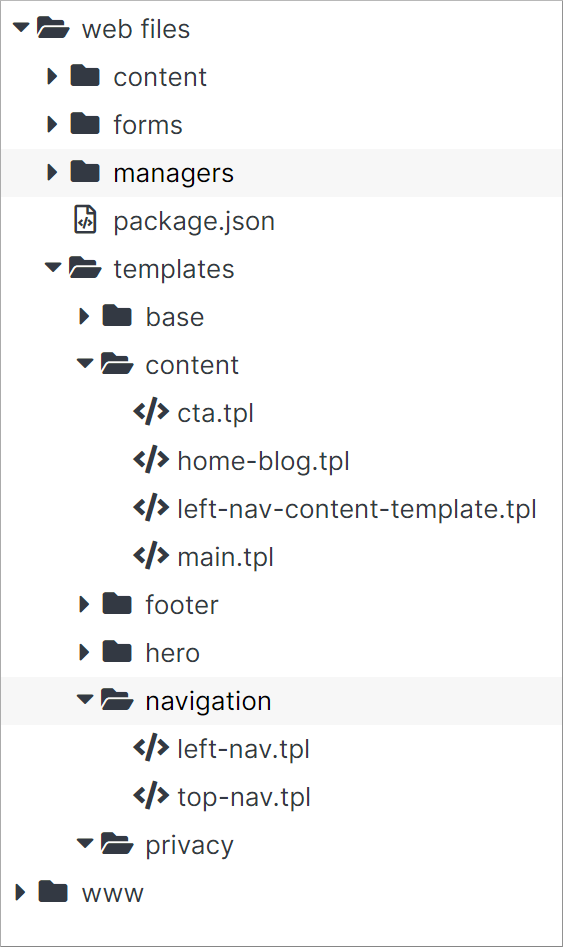 web files
content
forms
managers
package.json
templates
base
content
cta.tpl
home-blog.tpl
left-nav-content-template.tpl
main.tpl
footer
hero
navigation
left-nav.tpl
top-nav.tpl
privacy
www